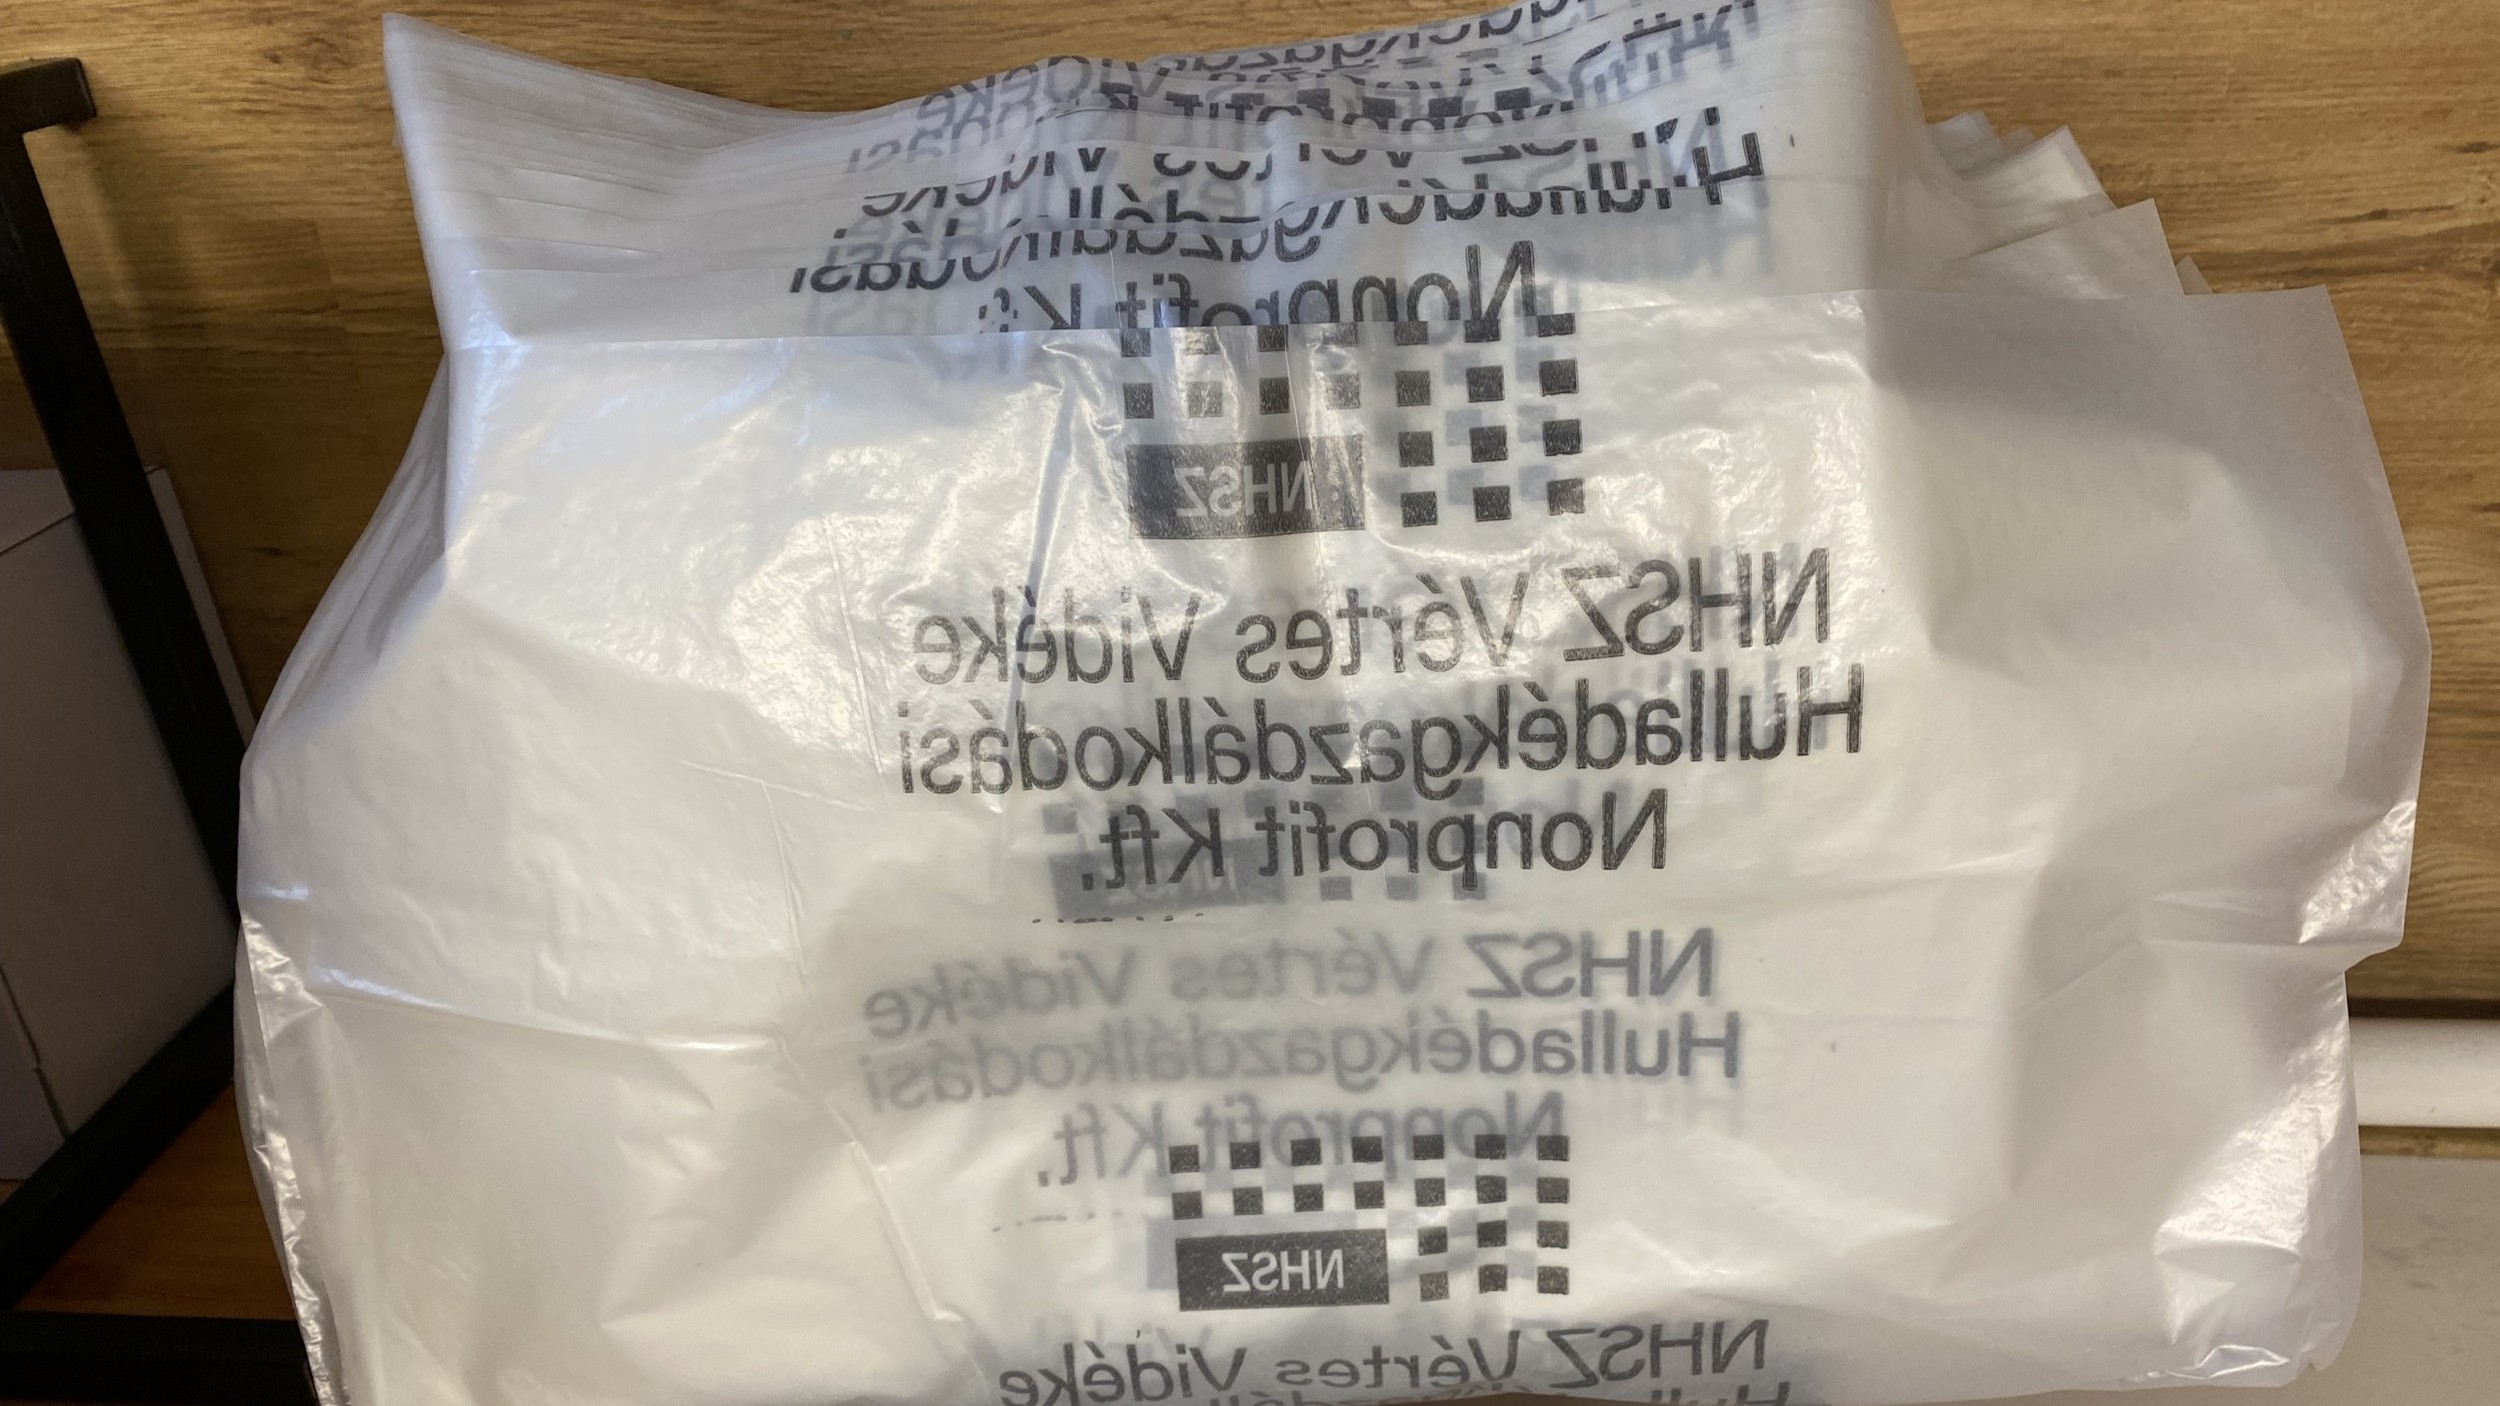 Hulladékgazdálkodási
Nonprofit Kft.
NHSZ
NHSZ Vértes Vidéke
Hulladékgazdálkodási
Nonprofit Kft.
NHSZ Vértes Vidéke
Hulladékgazdálkodási
Nonprofit Kft.
NHSZ
NHSZ Vértes Vidéke